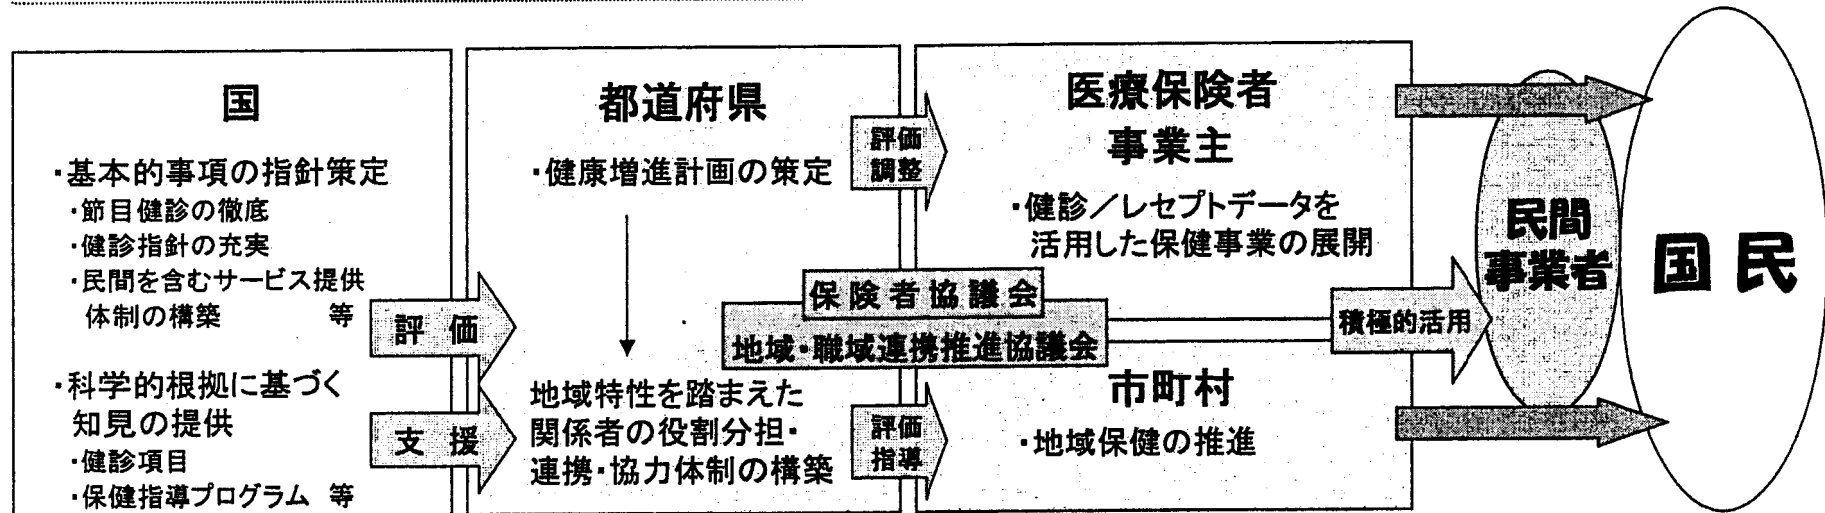 国
・基本的事項の指針策定
・節目健診の徹底
・健診指針の充実
・民間を含むサービス提供
体制の構築　　　　等
・科学的根拠に基づく
知見の提供
・健診項目
・保健指導プログラム　等
評 価
支 援
都道府県
・健康増進計画の策定
地域特性を踏まえた
関係者の役割分担・
連携・協力体制の構築
評価
調整
評価
指導
保 険 者 協 議 会
地域・職域連携推進協議会
医療保険者
事業主
・健診／レセプトデータを
活用した保健事業の展開
市町村
・地域保健の推進
積極的活用
民間
事業者
国 民